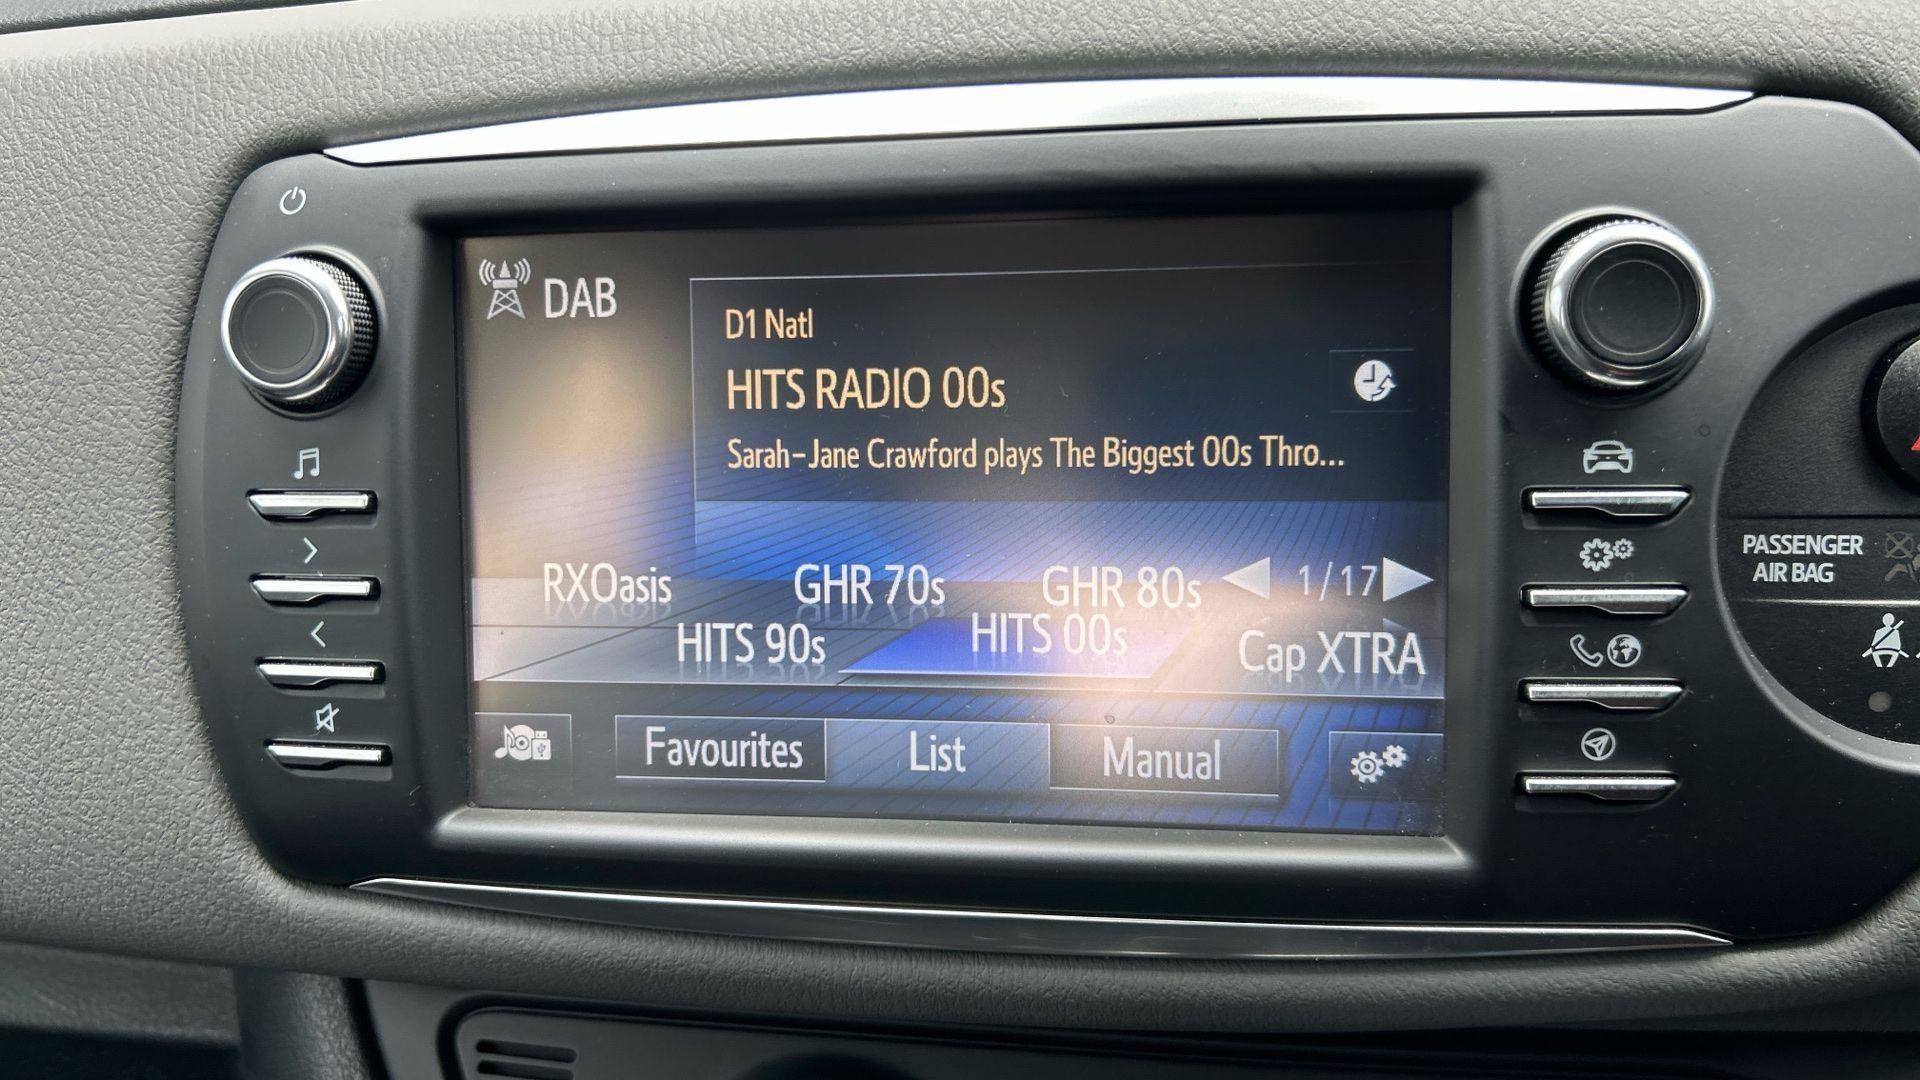 DAB
D1 Natl
HITS RADIO 00s
Sarah-Jane Crawford plays The Biggest 00s Thro...
RXOasis GHR 70s GHR 80s 1/17
HITS 90s HITS 00s Cap XTRA
Favourites List Manual
PASSENGER
AIR BAG